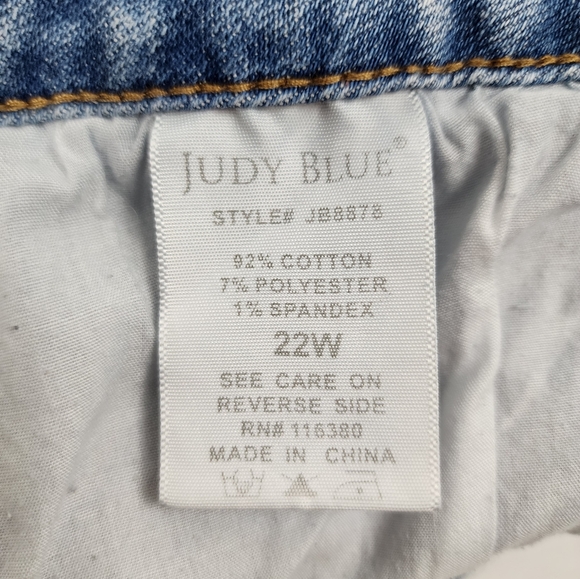 JUDY BLUE®
STYLE# JB8878
92% COTTON
7% POLYESTER
1% SPANDEX
22W
SEE CARE ON
REVERSE SIDE
RN# 116380
MADE IN CHINA